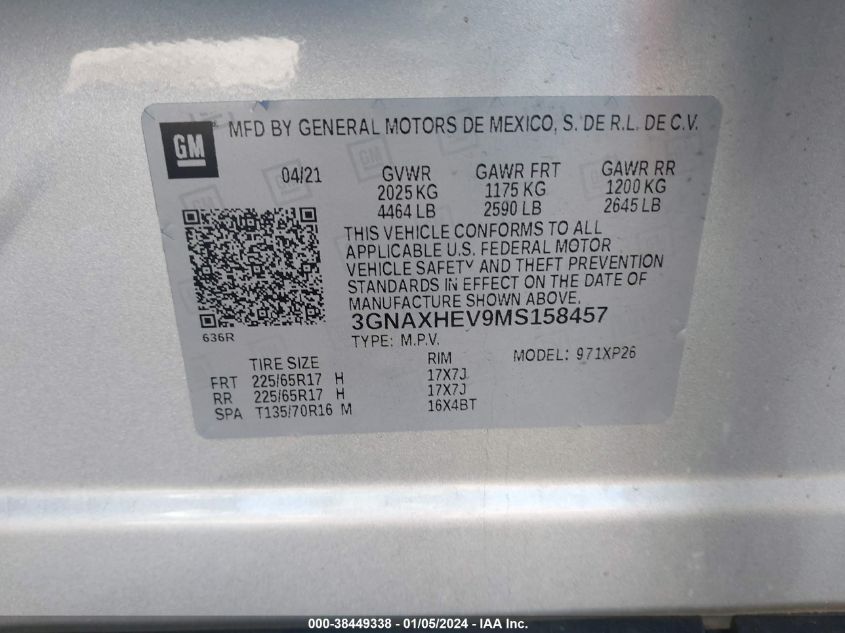 GM MFD BY GENERAL MOTORS DE MEXICO, S. DE R.L. DE C.V.
04/21 GVWR GAWR FRT GAWR RR
2025 KG 1175 KG 1200 KG
4464 LB 2590 LB 2645 LB
THIS VEHICLE CONFORMS TO ALL
APPLICABLE U.S. FEDERAL MOTOR
VEHICLE SAFETY AND THEFT PREVENTION
STANDARDS IN EFFECT ON THE DATE OF
MANUFACTURE SHOWN ABOVE.
3GNAXHEV9MS158457
636R
TYPE: M.P.V. MODEL: 971XP26
TIRE SIZE RIM
FRT 225/65R17 H 17X7J
RR 225/65R17 H 17X7J
SPA T135/70R16 M 16X4BT
000-38449338 - 01/05/2024 - IAA Inc.